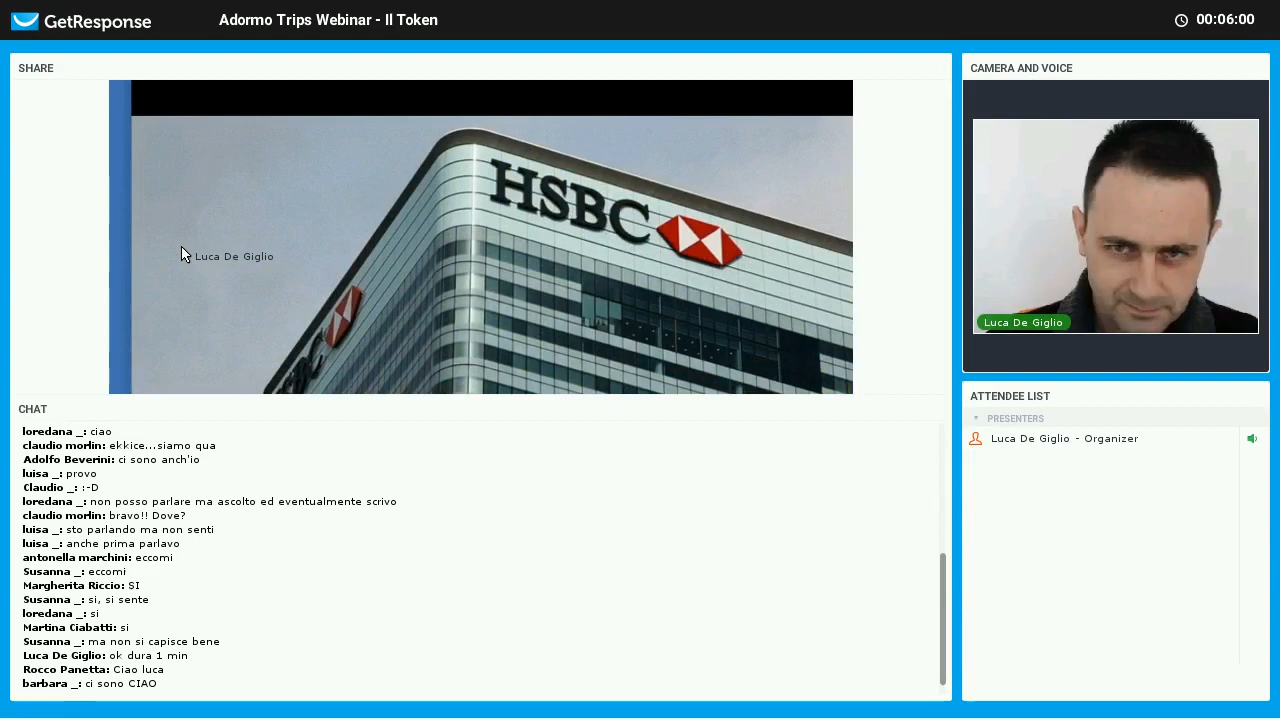 GetResponse
Adormo Trips Webinar - Il Token
00:06:00
SHARE
HSBC
Luca De Giglio
CAMERA AND VOICE
Luca De Giglio
ATTENDEE LIST
PRESENTERS
Luca De Giglio - Organizer
CHAT
loredana _: ciao
claudio morlin: ekkice...siamo qua
Adolfo Beverini: ci sono anch'io
luisa _: provo
Claudio _: :-D
loredana _: non posso parlare ma ascolto ed eventualmente scrivo
claudio morlin: bravo!! Dove?
luisa _: sto parlando ma non senti
luisa _: anche prima parlavo
antonella marchini: eccomi
Susanna _: eccomi
Margherita Riccio: SI
Susanna _: si, si sente
loredana _: si
Martina Ciabatti: si
Susanna _: ma non si capisce bene
Luca De Giglio: ok dura 1 min
Rocco Panetta: Ciao luca
barbara _: ci sono CIAO